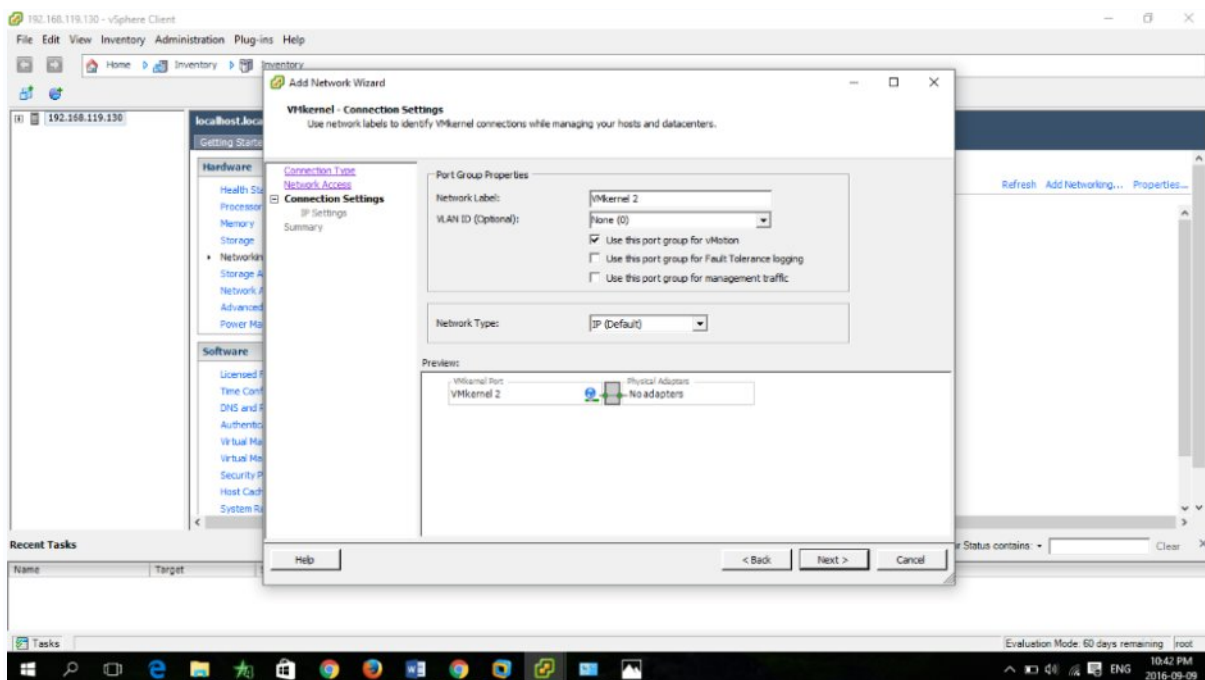 192.168.119.130 - vSphere Client
File Edit View Inventory Administration Plug-ins Help
Home Inventory Inventory
192.168.119.130
localhost.loca
Getting Starte
Hardware
Health Sta
Processor
Memory
Storage
Networkin
Storage A
Network A
Advanced
Power Ma
Software
Licensed F
Time Conf
DNS and R
Authentic
Virtual Ma
Virtual Ma
Security P
Host Cach
System Re
Refresh Add Networking... Properties...
Add Network Wizard
VMkernel - Connection Settings
Use network labels to identify VMkernel connections while managing your hosts and datacenters.
Connection Type
Network Access
Connection Settings
IP Settings
Summary
Port Group Properties
Network Label: VMkernel 2
VLAN ID (Optional): None (0)
Use this port group for vMotion
Use this port group for Fault Tolerance logging
Use this port group for management traffic
Network Type: IP (Default)
Preview:
VMkernel Port
VMkernel 2
Physical Adapters
No adapters
Help < Back Next > Cancel
Recent Tasks
r Status contains: Clear
Name Target
Tasks
Evaluation Mode: 60 days remaining root
ENG
10:42 PM
2016-09-09